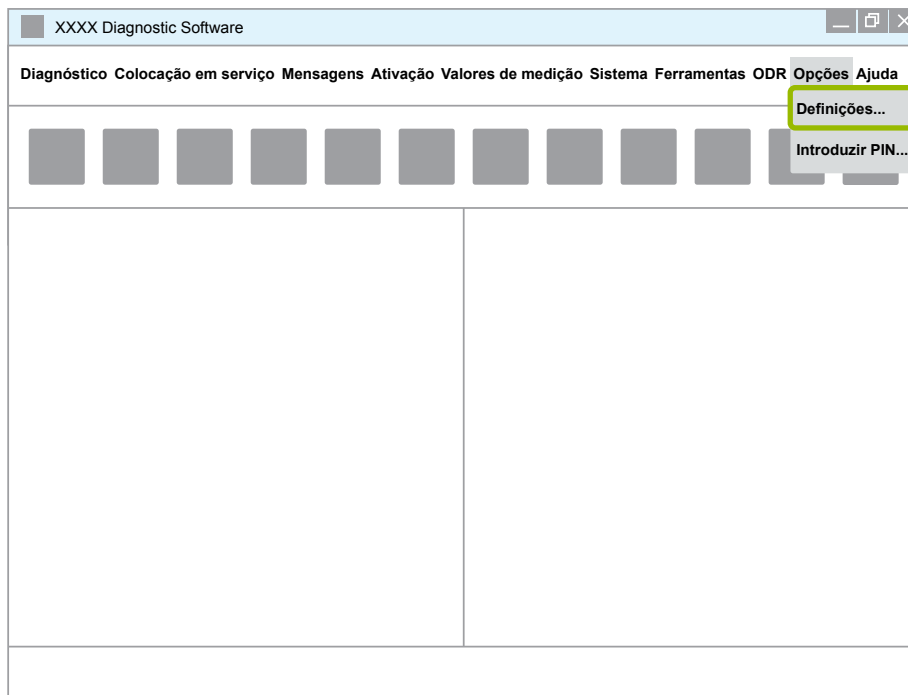 XXXX Diagnostic Software
Diagnóstico Colocação em serviço Mensagens Ativação Valores de medição Sistema Ferramentas ODR Opções Ajuda
Definições...
Introduzir PIN...